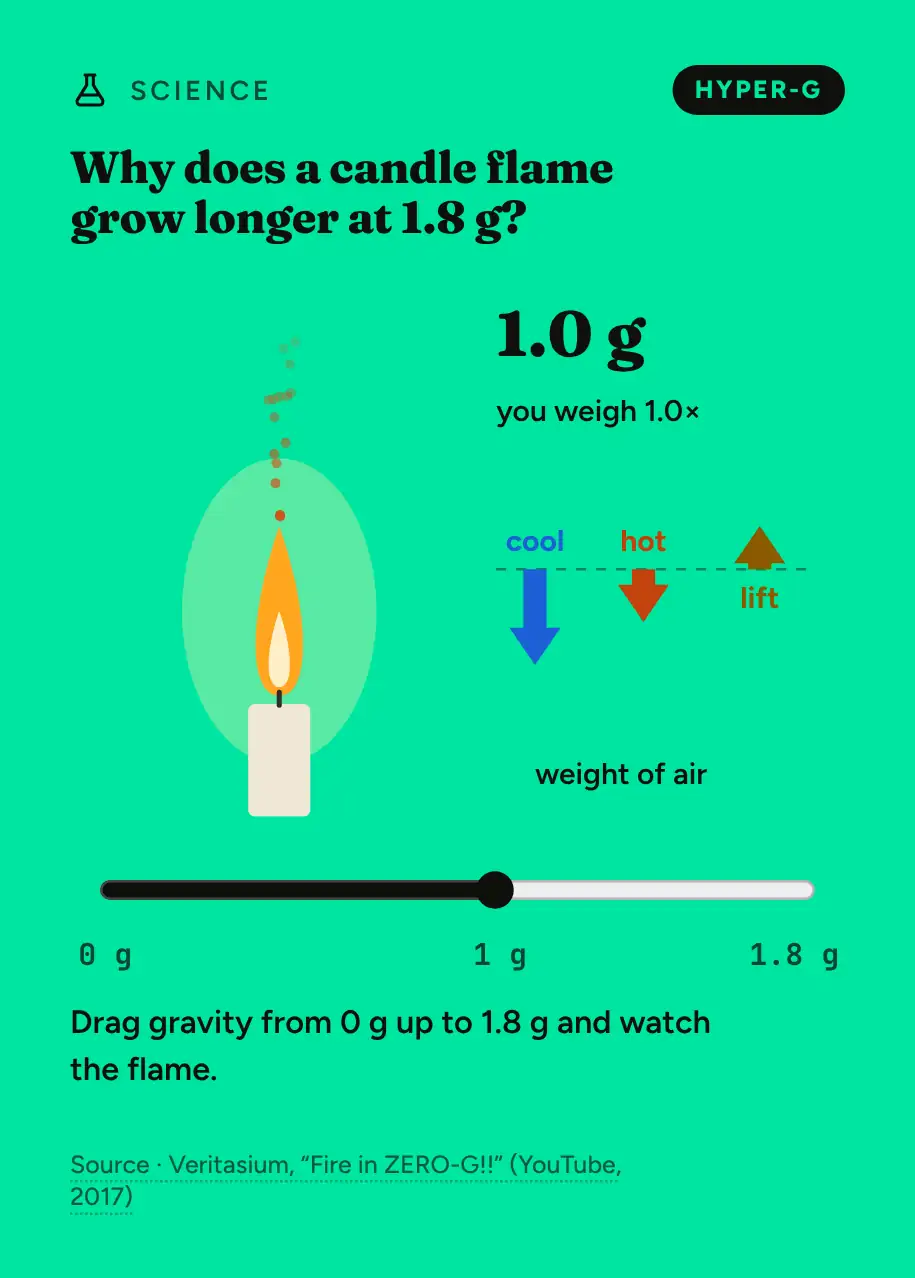 SCIENCE
HYPER-G
Why does a candle flame
grow longer at 1.8 g?
1.0 g
you weigh 1.0×
cool
hot
lift
weight of air
0 g
1 g
1.8 g
Drag gravity from 0 g up to 1.8 g and watch
the flame.
Source · Veritasium, “Fire in ZERO-G!!” (YouTube,
2017)